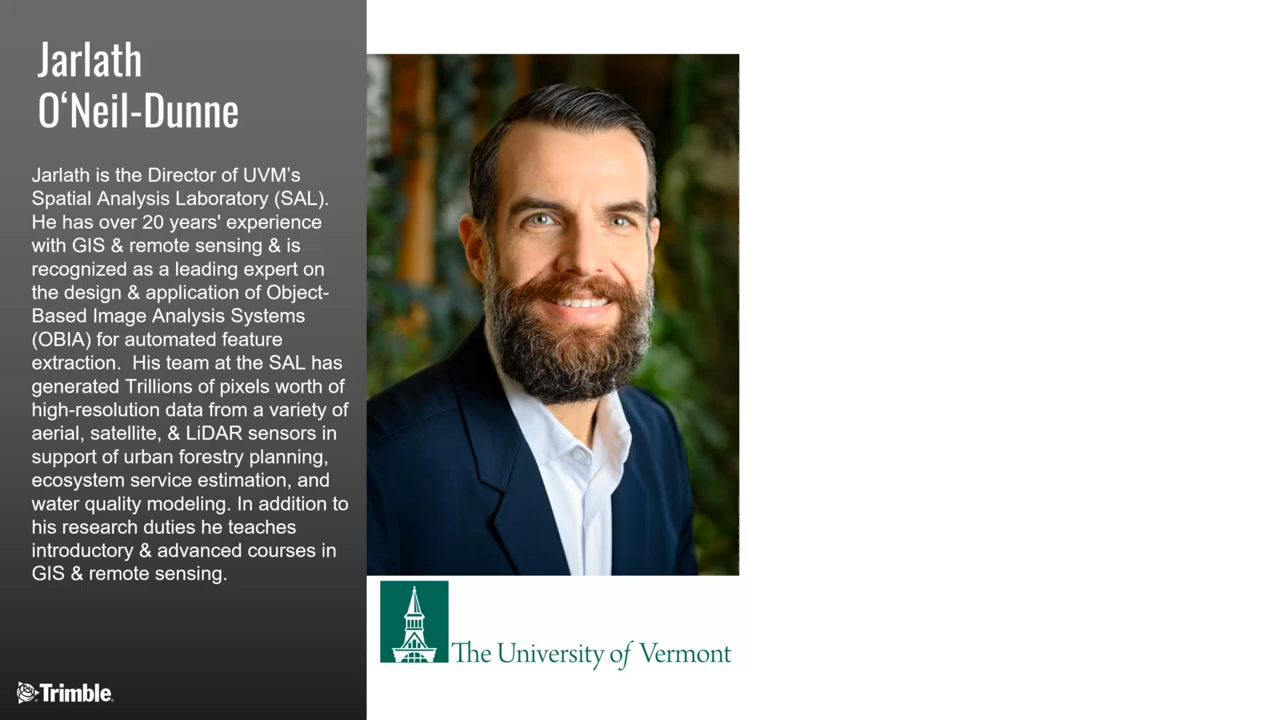 Jarlath
O‘Neil-Dunne
Jarlath is the Director of UVM’s
Spatial Analysis Laboratory (SAL).
He has over 20 years' experience
with GIS & remote sensing & is
recognized as a leading expert on
the design & application of Object-
Based Image Analysis Systems
(OBIA) for automated feature
extraction.  His team at the SAL has
generated Trillions of pixels worth of
high-resolution data from a variety of
aerial, satellite, & LiDAR sensors in
support of urban forestry planning,
ecosystem service estimation, and
water quality modeling. In addition to
his research duties he teaches
introductory & advanced courses in
GIS & remote sensing.
The University of Vermont
Trimble